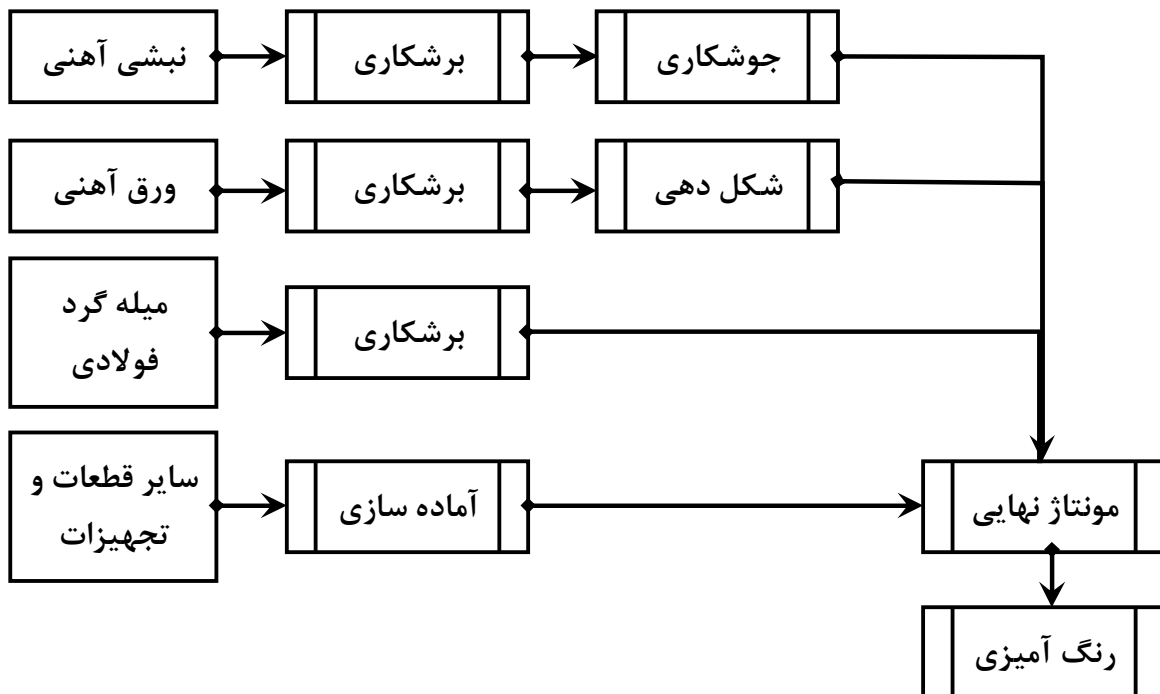 نبشی آهنی
برشکاری
جوشکاری
ورق آهنی
برشکاری
شکل دهی
میله گرد
فولادی
برشکاری
سایر قطعات و
تجهیزات
آماده سازی
مونتاژ نهایی
رنگ آمیزی